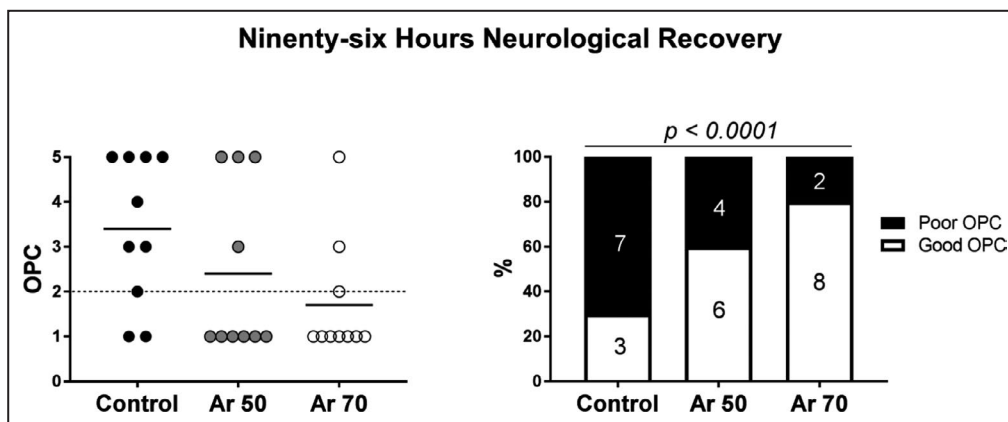 Ninenty-six Hours Neurological Recovery
OPC
5
4
3
2
1
0
Control Ar 50 Ar 70
p < 0.0001
%
100
80
60
40
20
0
7
3
4
6
2
8
Control Ar 50 Ar 70
Poor OPC
Good OPC